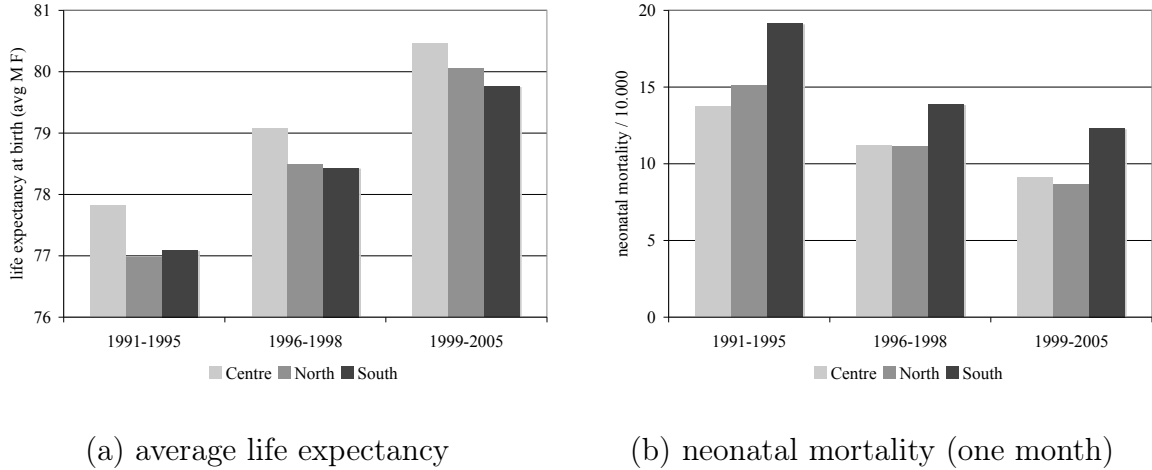 life expectancy at birth (avg M F)
81
80
79
78
77
76
1991-1995 1996-1998 1999-2005
Centre North South
(a) average life expectancy
neonatal mortality / 10.000
20
15
10
5
0
1991-1995 1996-1998 1999-2005
Centre North South
(b) neonatal mortality (one month)